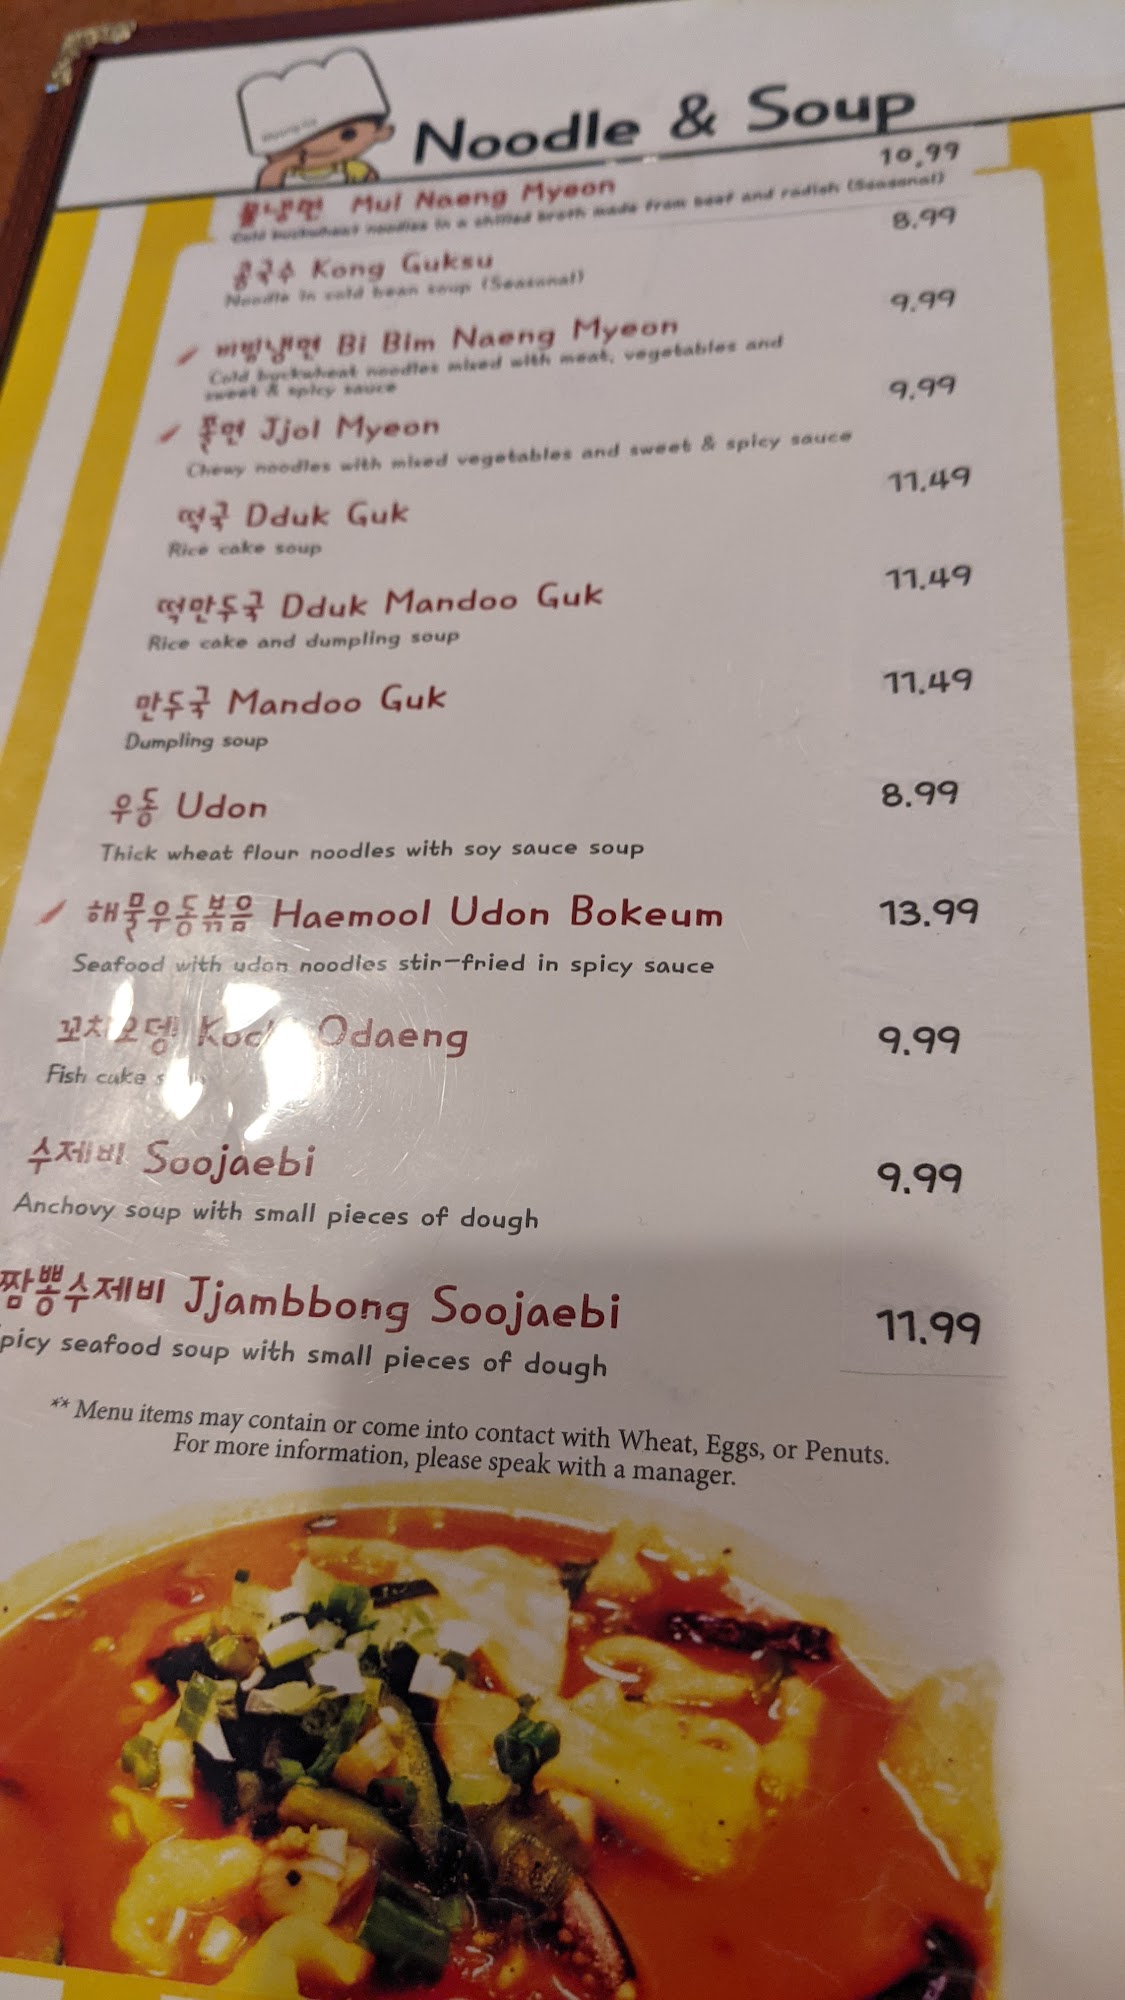 Noodle & Soup
물냉면 Mul Naeng Myeon 10.99
Cold buckwheat noodles in a chilled broth made from beef and radish (Seasonal)
콩국수 Kong Guksu 8.99
Noodle in cold bean soup (Seasonal)
비빔냉면 Bi Bim Naeng Myeon 9.99
Cold buckwheat noodles mixed with meat, vegetables and
sweet & spicy sauce
쫄면 Jjol Myeon 9.99
Chewy noodles with mixed vegetables and sweet & spicy sauce
떡국 Dduk Guk 11.49
Rice cake soup
떡만두국 Dduk Mandoo Guk 11.49
Rice cake and dumpling soup
만두국 Mandoo Guk 11.49
Dumpling soup
우동 Udon 8.99
Thick wheat flour noodles with soy sauce soup
해물우동볶음 Haemool Udon Bokeum 13.99
Seafood with udon noodles stir-fried in spicy sauce
꼬치오뎅 Odaeng 9.99
Fish cake
수제비 Soojaebi 9.99
Anchovy soup with small pieces of dough
짬뽕수제비 Jjambbong Soojaebi 11.99
picy seafood soup with small pieces of dough
** Menu items may contain or come into contact with Wheat, Eggs, or Penuts.
For more information, please speak with a manager.